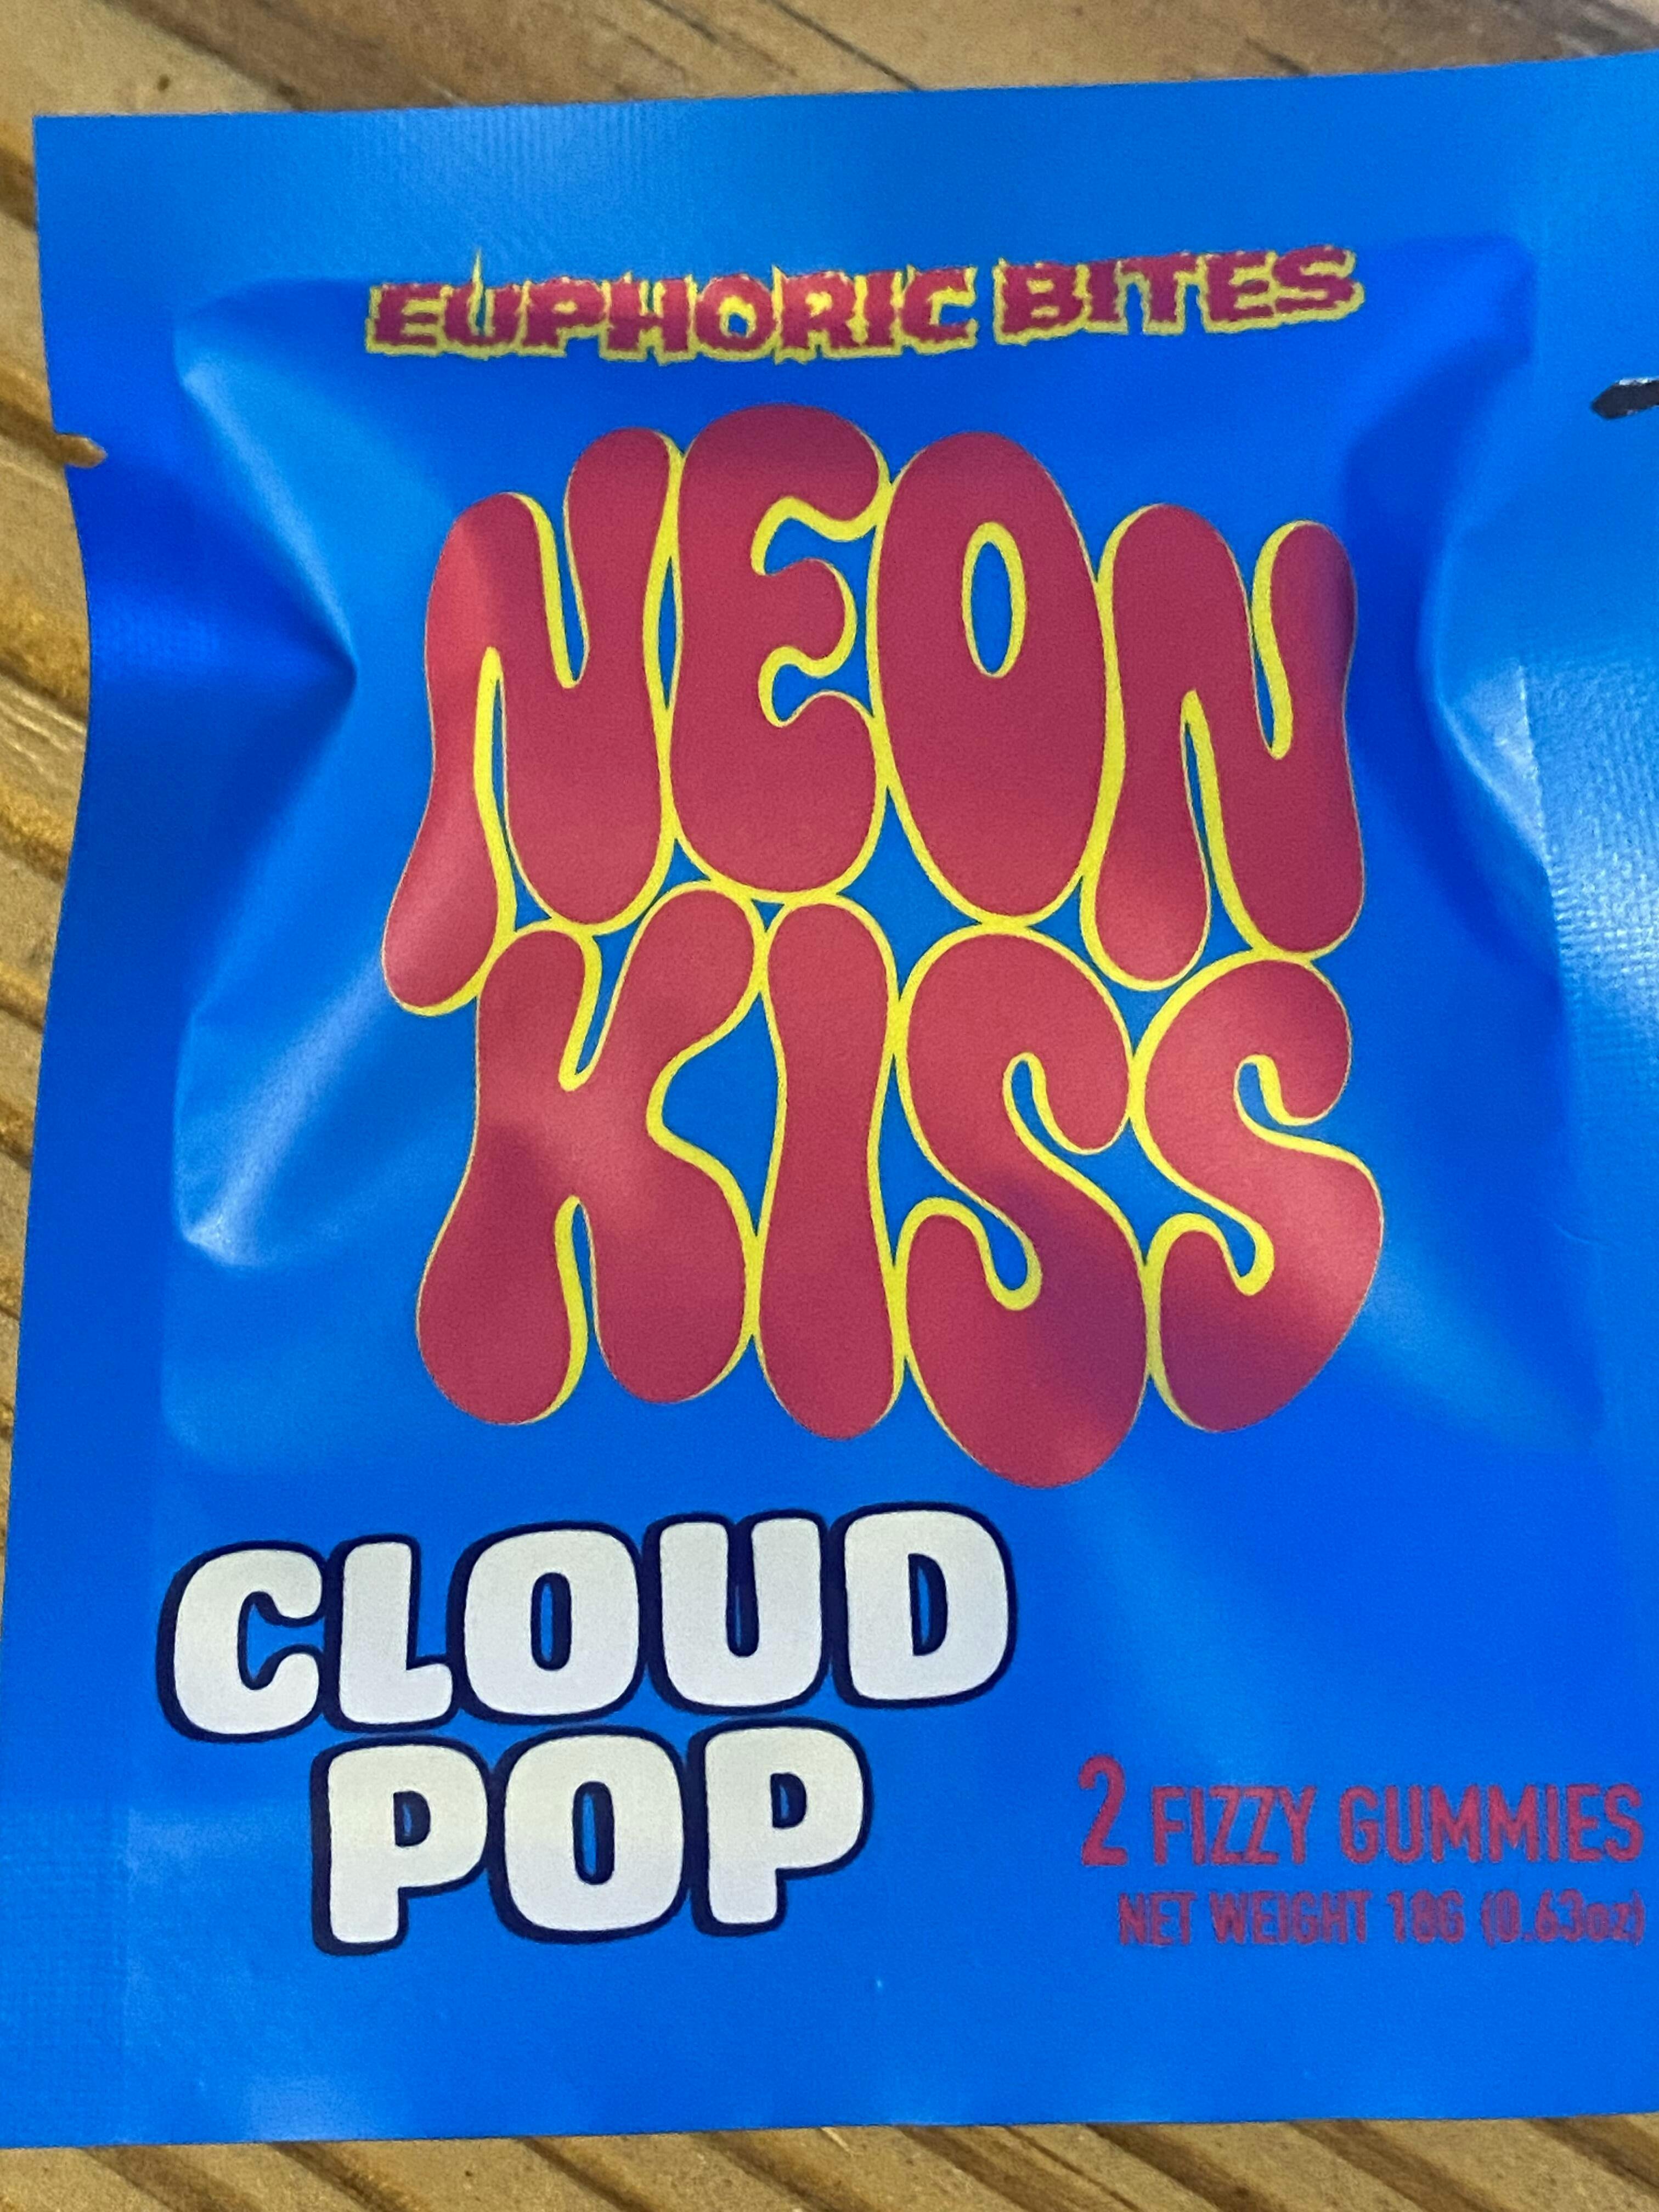 EUPHORIC BITES
NEON
KISS
CLOUD
POP
2 FIZZY GUMMIES
NET WEIGHT 18G (0.63oz)